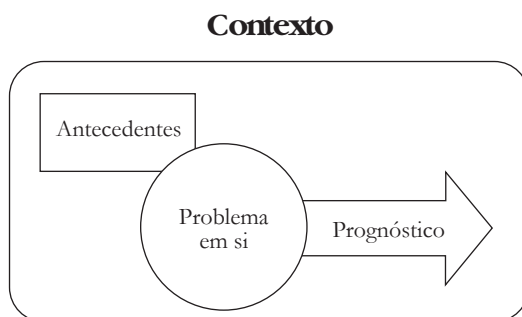 Contexto
Antecedentes
Problema
em si
Prognóstico